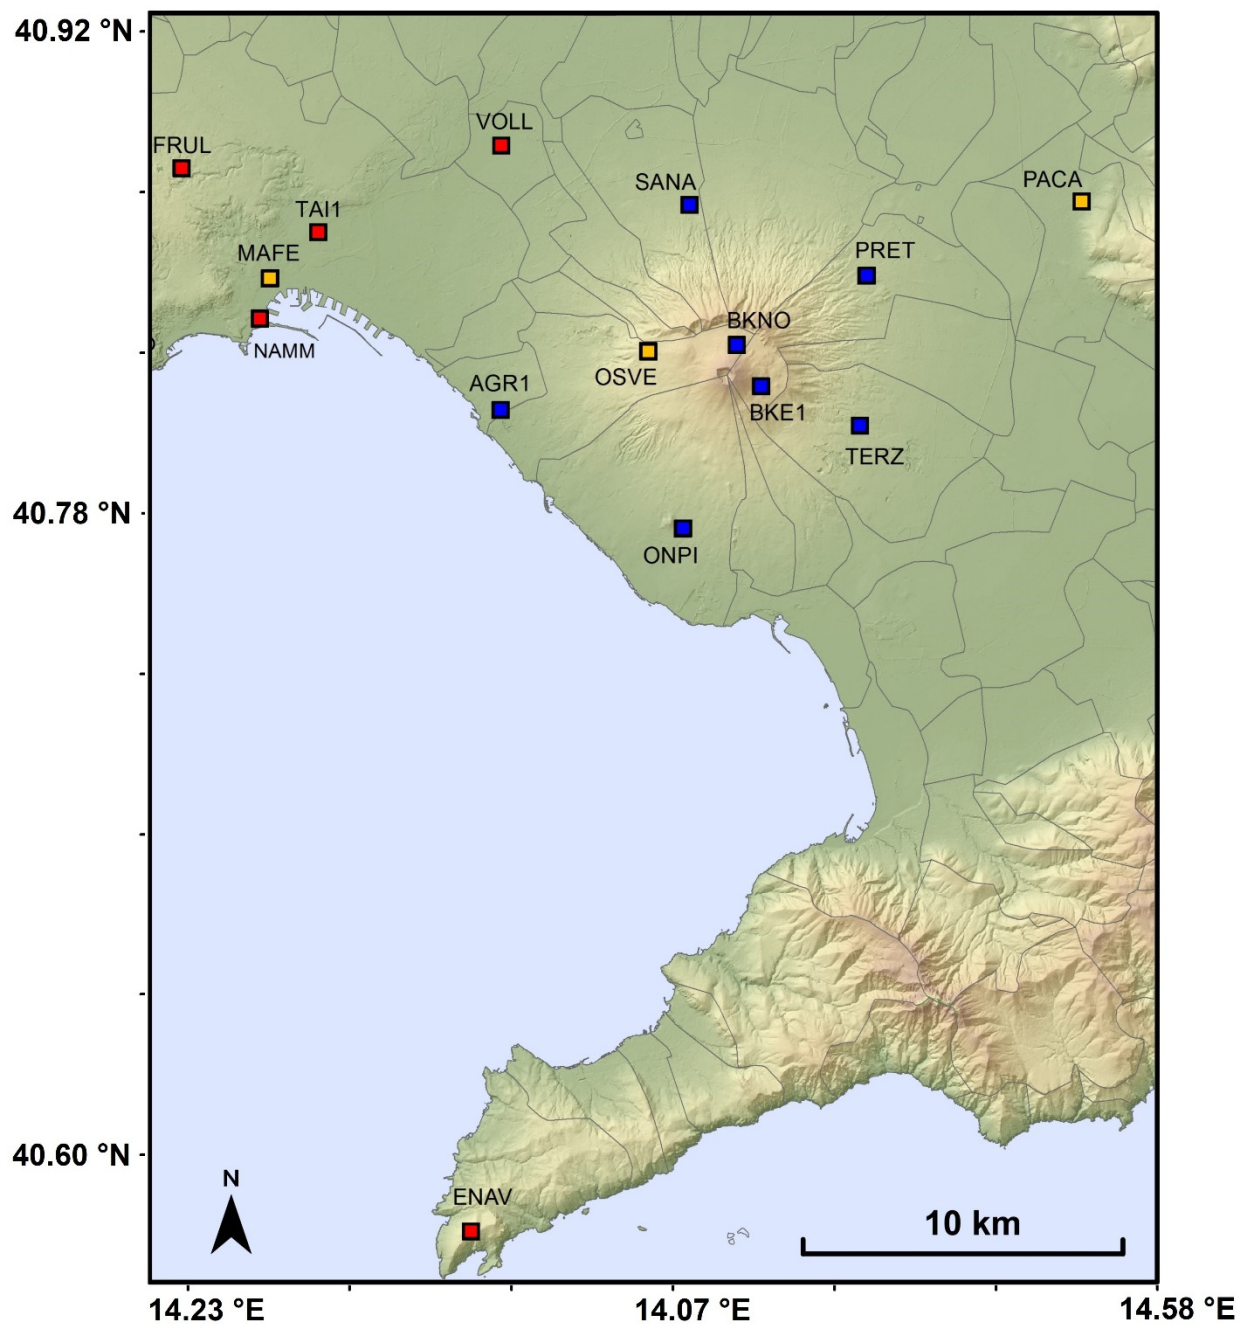 40.92 °N
VOLL
FRUL
SANA
PACA
TAI1
MAFE
PRET
BKNO
NAMM
OSVE
AGR1
BKE1
TERZ
40.78 °N
ONPI
40.60 °N
N
ENAV
10 km
14.23 °E
14.07 °E
14.58 °E